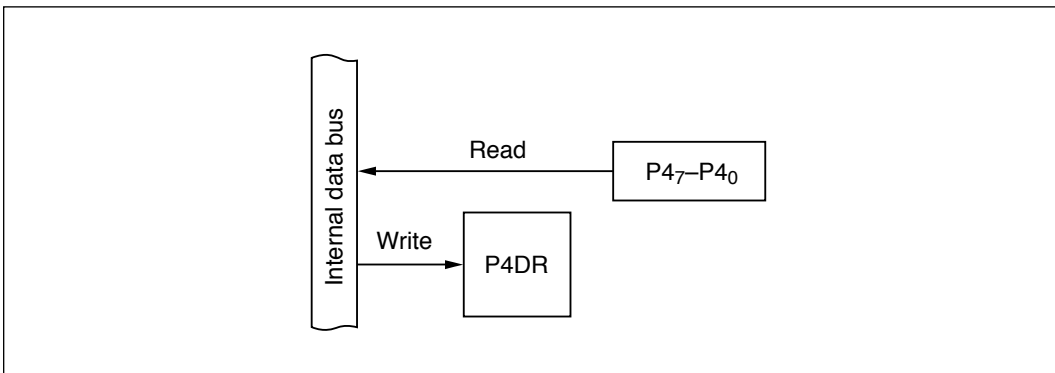 Internal data bus
Read
P4₇–P4₀
Write
P4DR